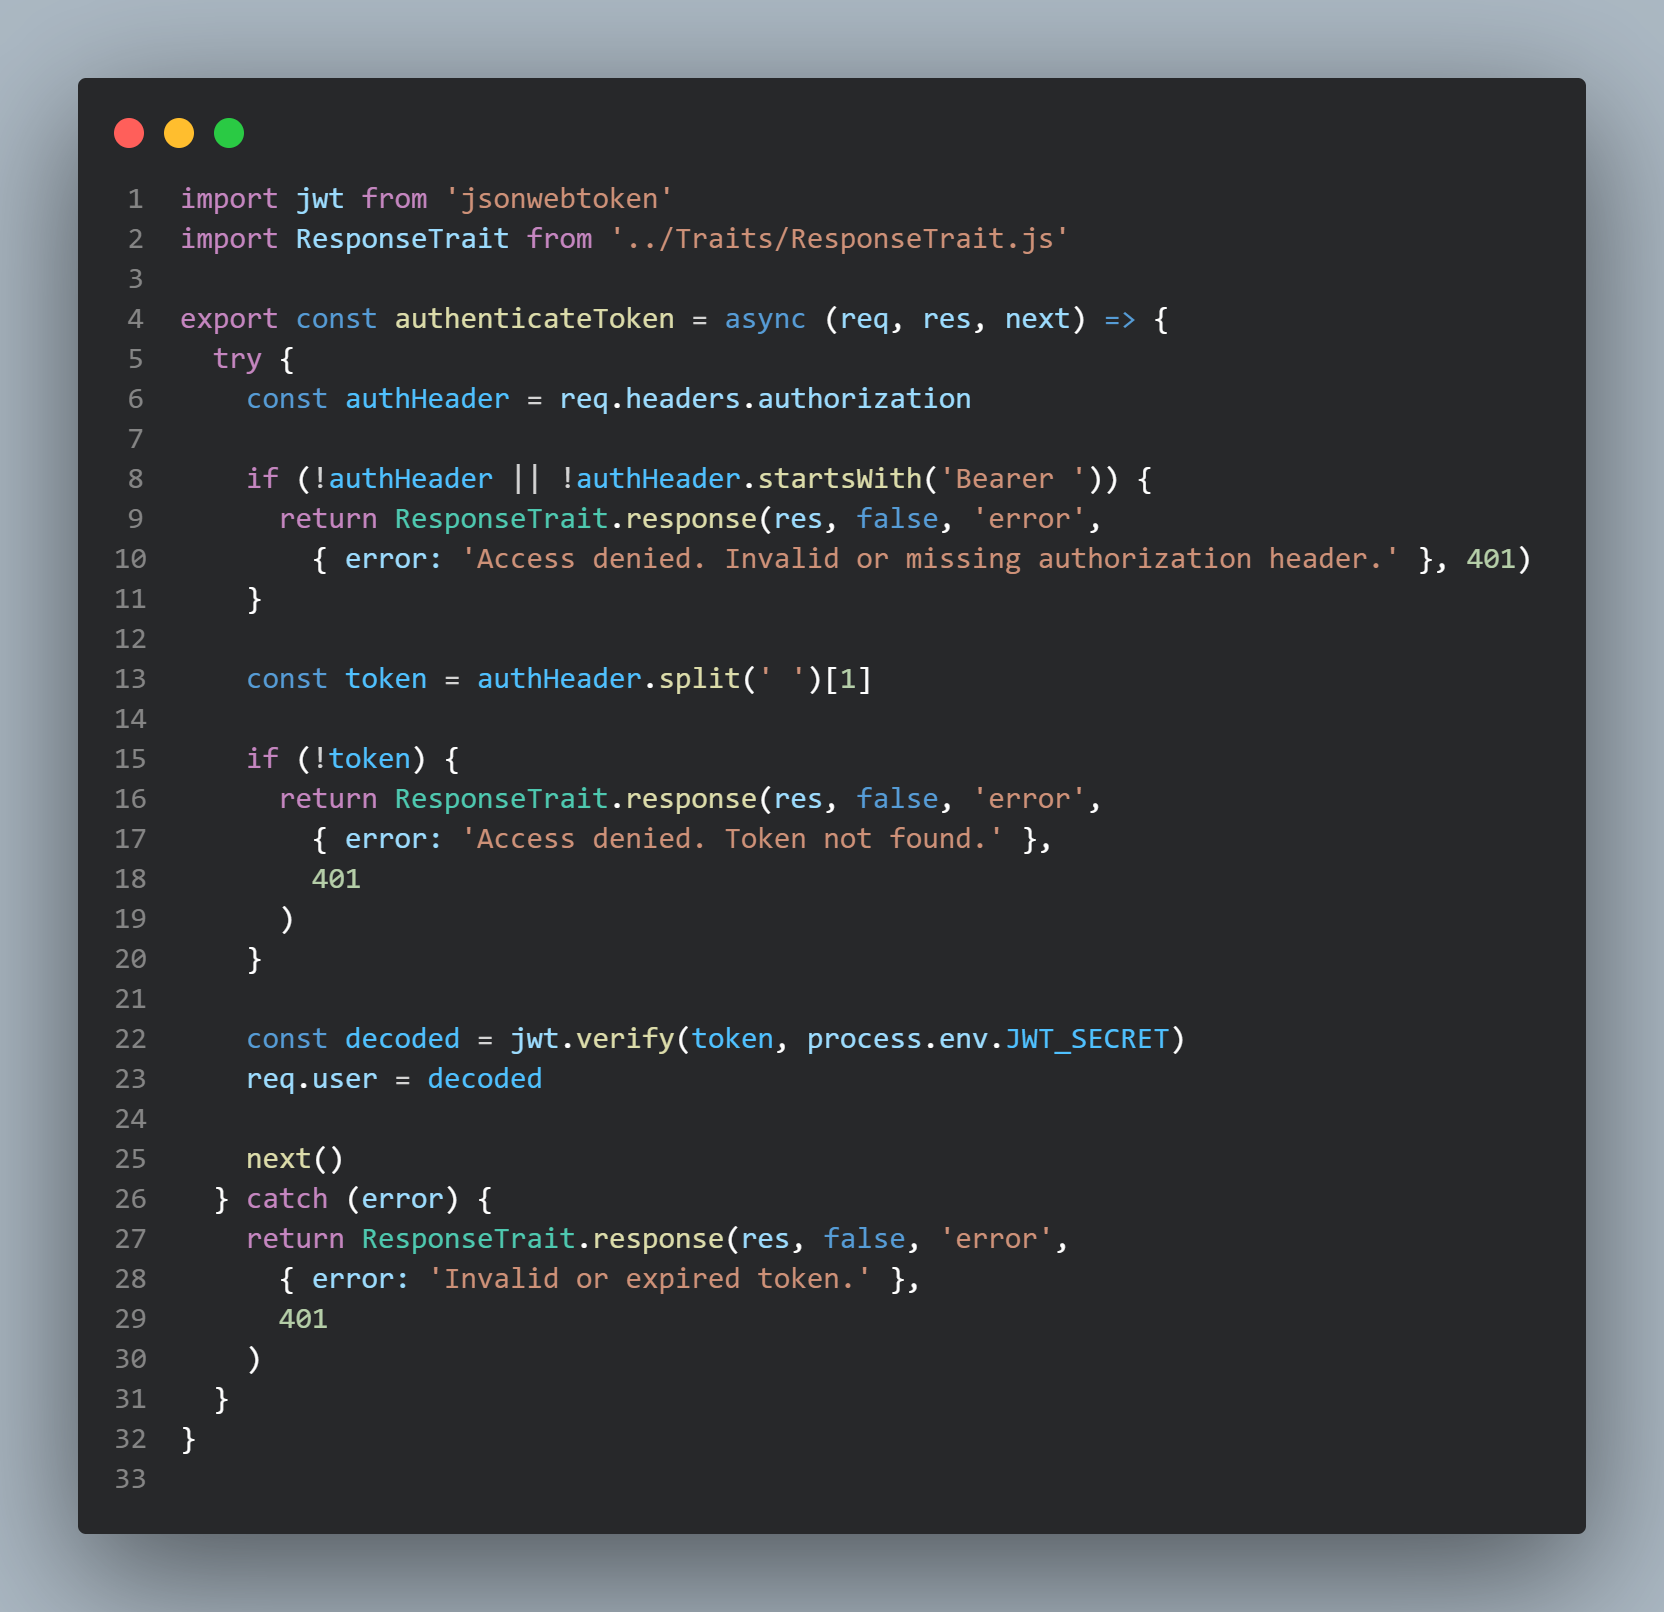 1 import jwt from 'jsonwebtoken'
2 import ResponseTrait from '../Traits/ResponseTrait.js'
3
4 export const authenticateToken = async (req, res, next) => {
5   try {
6     const authHeader = req.headers.authorization
7
8     if (!authHeader || !authHeader.startsWith('Bearer ')) {
9       return ResponseTrait.response(res, false, 'error',
10         { error: 'Access denied. Invalid or missing authorization header.' }, 401)
11     }
12
13     const token = authHeader.split(' ')[1]
14
15     if (!token) {
16       return ResponseTrait.response(res, false, 'error',
17         { error: 'Access denied. Token not found.' },
18         401
19       )
20     }
21
22     const decoded = jwt.verify(token, process.env.JWT_SECRET)
23     req.user = decoded
24
25     next()
26   } catch (error) {
27     return ResponseTrait.response(res, false, 'error',
28       { error: 'Invalid or expired token.' },
29       401
30     )
31   }
32 }
33